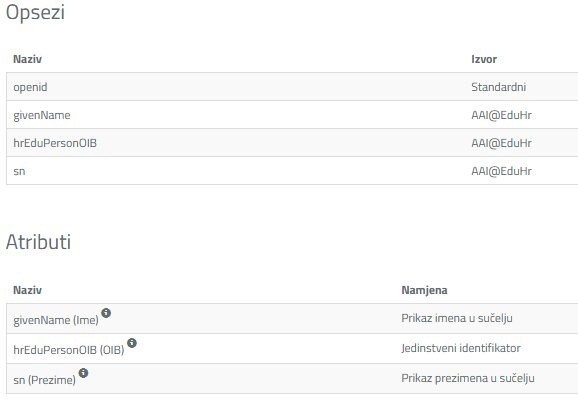 Opsezi
Naziv Izvor
openid Standardni
givenName AAI@EduHr
hrEduPersonOIB AAI@EduHr
sn AAI@EduHr
Atributi
Naziv Namjena
givenName (Ime) Prikaz imena u sučelju
hrEduPersonOIB (OIB) Jedinstveni identifikator
sn (Prezime) Prikaz prezimena u sučelju